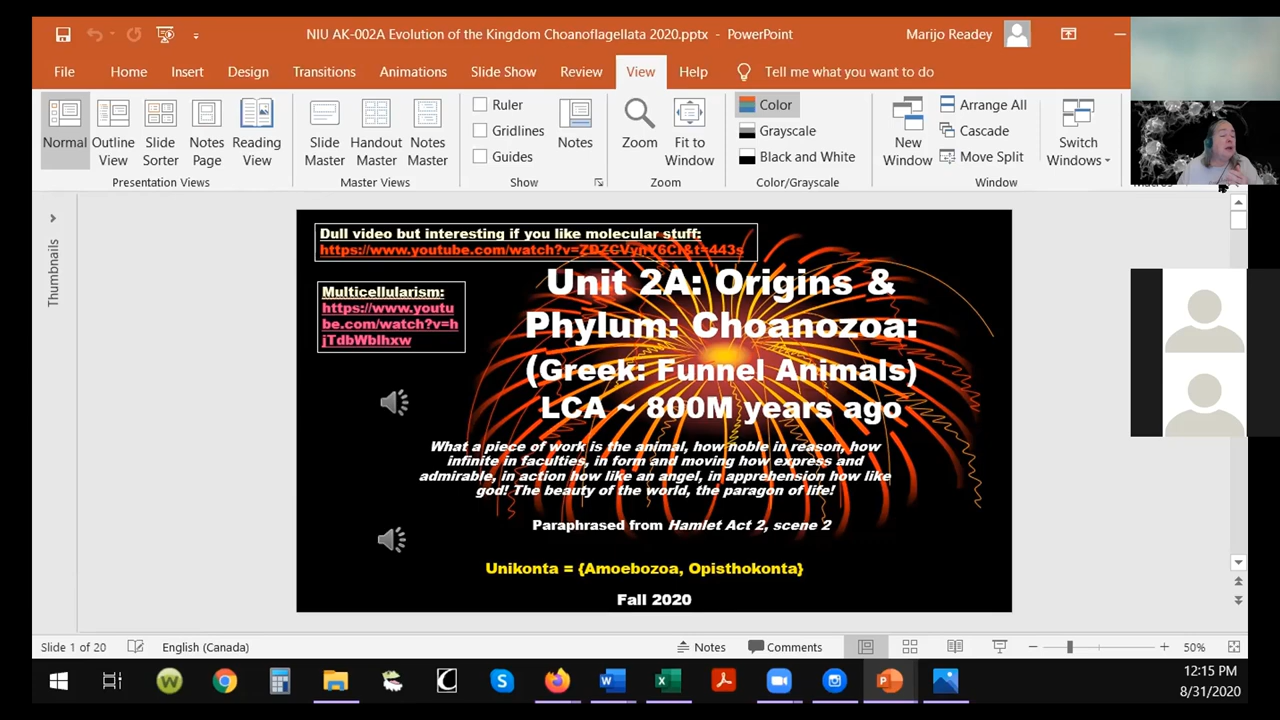 NIU AK-002A Evolution of the Kingdom Choanoflagellata 2020.pptx - PowerPoint
Marijo Readey
File Home Insert Design Transitions Animations Slide Show Review View Help Tell me what you want to do
Normal
Outline View
Slide Sorter
Notes Page
Reading View
Presentation Views
Slide Master
Handout Master
Notes Master
Master Views
Ruler
Gridlines
Guides
Show
Notes
Zoom
Fit to Window
Zoom
Color
Grayscale
Black and White
Color/Grayscale
New Window
Arrange All
Cascade
Move Split
Window
Switch Windows
Macros
Thumbnails
Dull video but interesting if you like molecular stuff:
Multicellularism:
https://www.youtu
be.com/watch?v=h
jTdbWblhxw
Unit 2A: Origins &
Phylum: Choanozoa:
(Greek: Funnel Animals)
LCA ~ 800M years ago
What a piece of work is the animal, how noble in reason, how
infinite in faculties, in form and moving how express and
admirable, in action how like an angel, in apprehension how like
god! The beauty of the world, the paragon of life!
Paraphrased from Hamlet Act 2, scene 2
Unikonta = {Amoebozoa, Opisthokonta}
Fall 2020
Slide 1 of 20
English (Canada)
Notes
Comments
50%
12:15 PM
8/31/2020